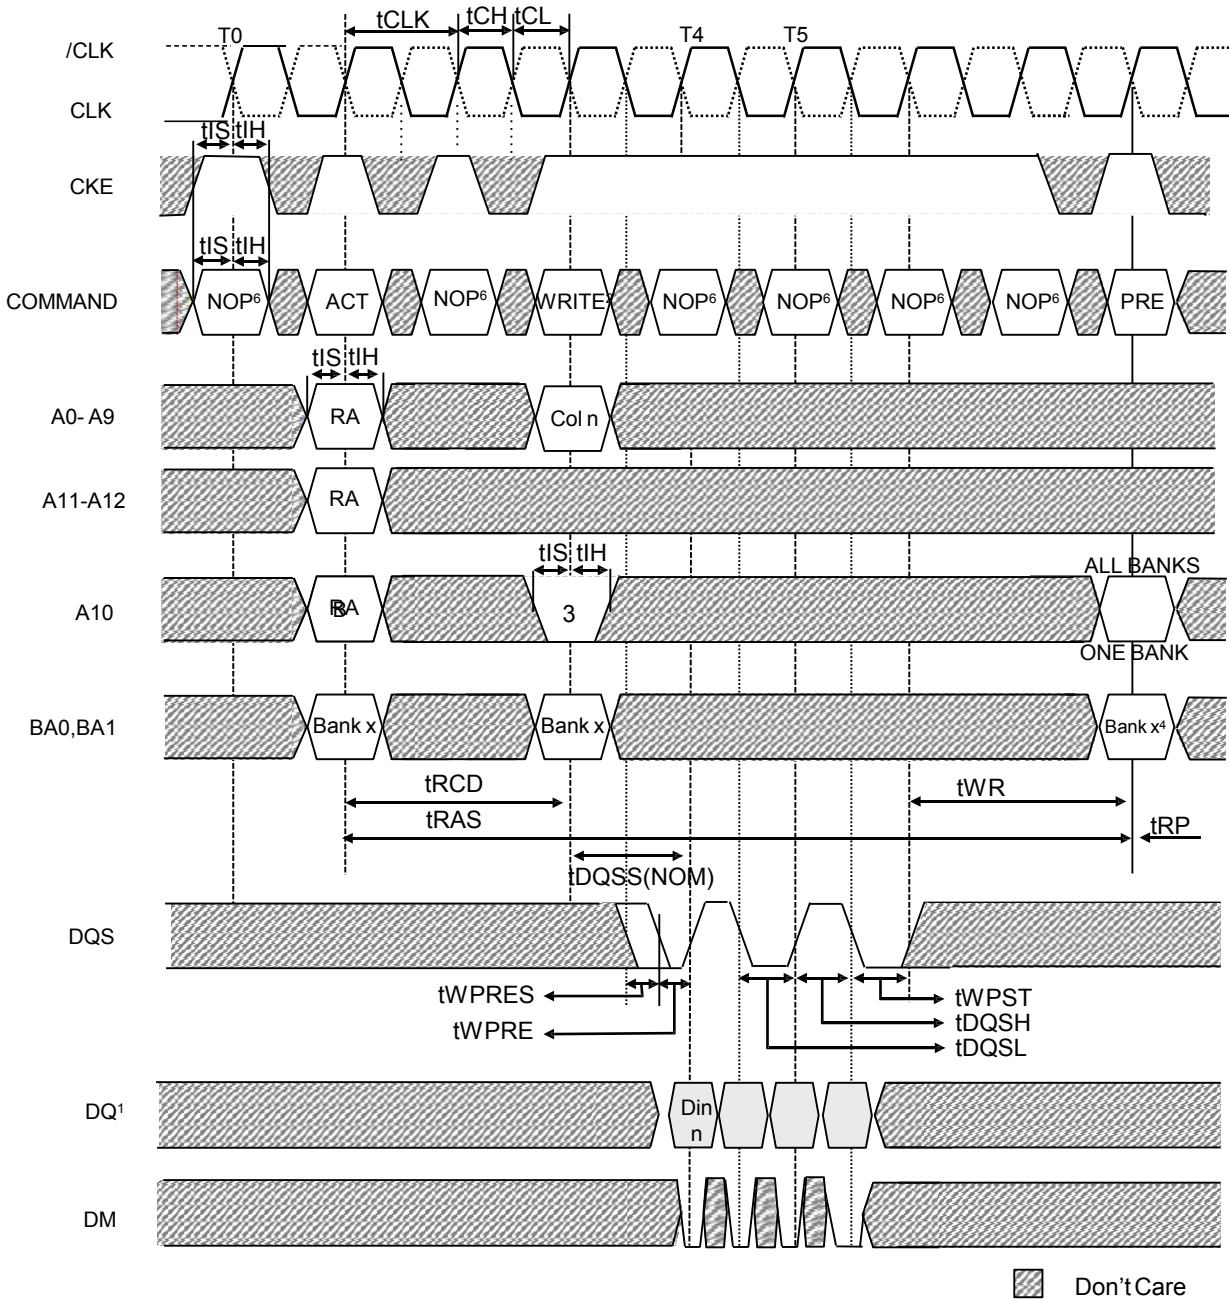 tCLK tCH tCL
T0 T4 T5
/CLK
CLK
tIS tIH
CKE
tIS tIH
COMMAND NOP6 ACT NOP6 WRITE2 NOP6 NOP6 NOP6 NOP6 PRE
tIS tIH
A0- A9 RA Col n
A11-A12 RA
tIS tIH
ALL BANKS
A10 RA 3
ONE BANK
BA0,BA1 Bank x Bank x Bank x4
tRCD tWR
tRAS tRP
tDQSS(NOM)
DQS
tWPRES tWPST
tDQSH
tWPRE
tDQSL
DQ1 Din
n
DM
Don't Care